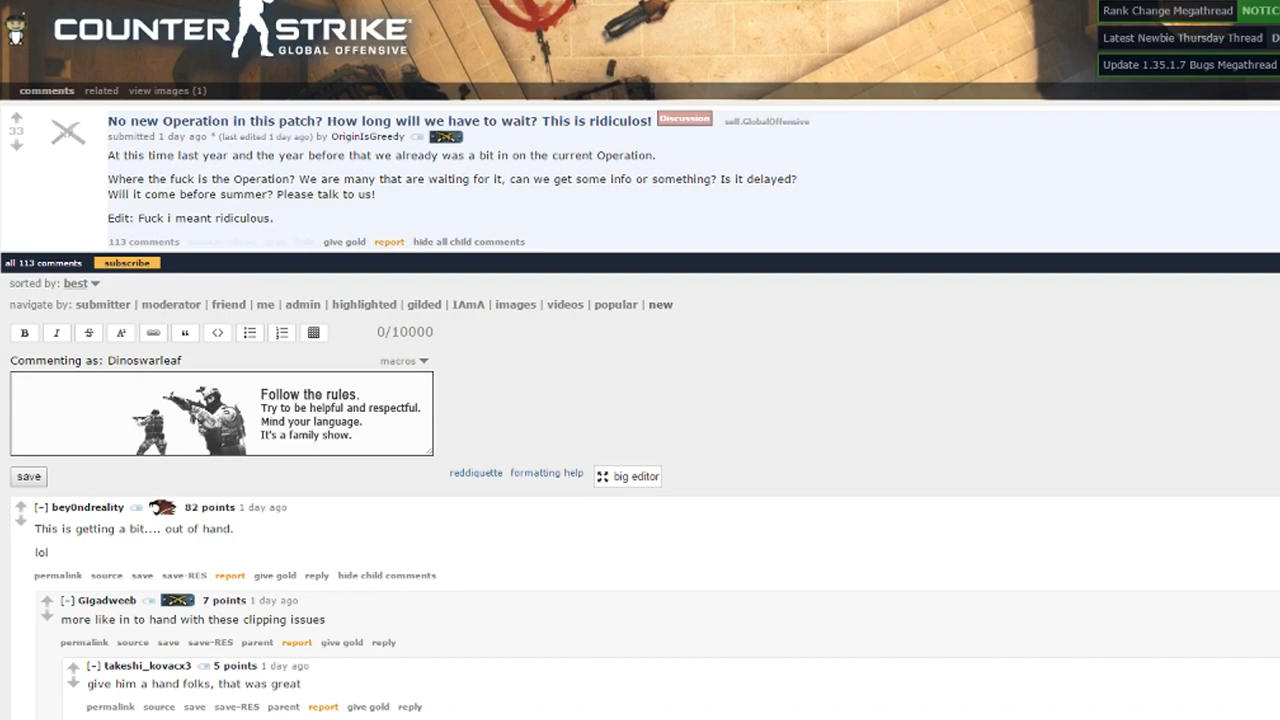 COUNTER STRIKE
GLOBAL OFFENSIVE
Rank Change Megathread NOTIC
Latest Newbie Thursday Thread D
Update 1.35.1.7 Bugs Megathread
comments related view images (1)
No new Operation in this patch? How long will we have to wait? This is ridiculos! Discussion self.GlobalOffensive
33
submitted 1 day ago * (last edited 1 day ago) by OriginIsGreedy
At this time last year and the year before that we already was a bit in on the current Operation.
Where the fuck is the Operation? We are many that are waiting for it, can we get some info or something? Is it delayed?
Will it come before summer? Please talk to us!
Edit: Fuck i meant ridiculous.
113 comments give gold report hide all child comments
all 113 comments subscribe
sorted by: best
navigate by: submitter | moderator | friend | me | admin | highlighted | gilded | IAmA | images | videos | popular | new
B I S A 0/10000
Commenting as: Dinoswarleaf macros
Follow the rules.
Try to be helpful and respectful.
Mind your language.
It's a family show.
save reddiquette formatting help big editor
[-] bey0ndreality 82 points 1 day ago
This is getting a bit.... out of hand.
lol
permalink source save save-RES report give gold reply hide child comments
[-] Gigadweeb 7 points 1 day ago
more like in to hand with these clipping issues
permalink source save save-RES parent report give gold reply
[-] takeshi_kovacx3 5 points 1 day ago
give him a hand folks, that was great
permalink source save save-RES parent report give gold reply